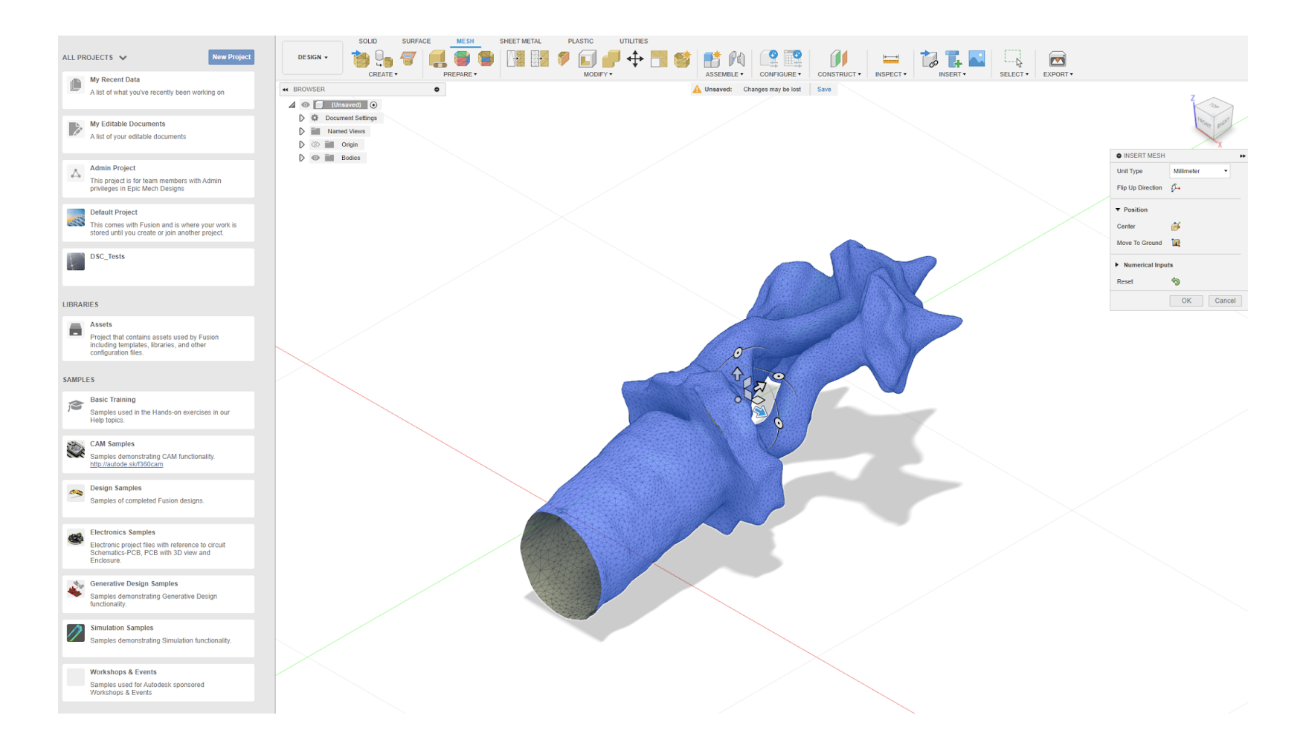 SOLID SURFACE MESH SHEET METAL PLASTIC UTILITIES
DESIGN
CREATE PREPARE MODIFY ASSEMBLE CONFIGURE CONSTRUCT INSPECT INSERT SELECT EXPORT
ALL PROJECTS New Project
My Recent Data
A list of what you've recently been working on
My Editable Documents
A list of your editable documents
Admin Project
This project is for team members with Admin
privileges in Epic Mech Designs
Default Project
This comes with Fusion and is where your work is
stored until you create or join another project.
DSC_Tests
LIBRARIES
Assets
Project that contains assets used by Fusion
including templates, libraries, and other
configuration files.
SAMPLES
Basic Training
Samples used in the Hands-on exercises in our
Help topics.
CAM Samples
Samples demonstrating CAM functionality.
http://autode.sk/f360cam
Design Samples
Samples of completed Fusion designs.
Electronics Samples
Electronic project files with reference to circuit
Schematics-PCB, PCB with 3D view and
Enclosure.
Generative Design Samples
Samples demonstrating Generative Design
functionality.
Simulation Samples
Samples demonstrating Simulation functionality.
Workshops & Events
Samples used for Autodesk sponsored
Workshops & Events
BROWSER
(Unsaved)
Document Settings
Named Views
Origin
Bodies
Unsaved: Changes may be lost Save
Z
TOP
FRONT RIGHT
X
INSERT MESH
Unit Type Millimeter
Flip Up Direction
Position
Center
Move To Ground
Numerical Inputs
Reset
OK Cancel